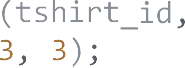 (tshirt_id,
3, 3);